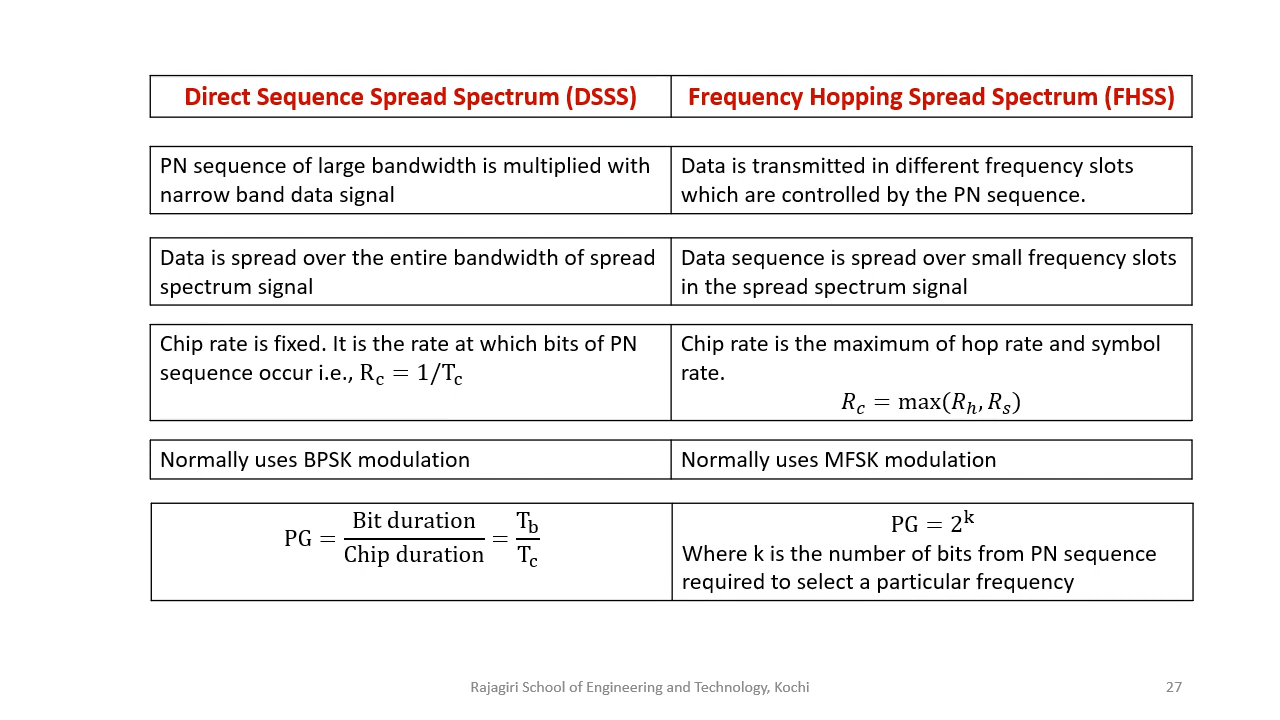 Direct Sequence Spread Spectrum (DSSS)
Frequency Hopping Spread Spectrum (FHSS)
PN sequence of large bandwidth is multiplied with
narrow band data signal
Data is transmitted in different frequency slots
which are controlled by the PN sequence.
Data is spread over the entire bandwidth of spread
spectrum signal
Data sequence is spread over small frequency slots
in the spread spectrum signal
Chip rate is fixed. It is the rate at which bits of PN
sequence occur i.e., R_c = 1/T_c
Chip rate is the maximum of hop rate and symbol
rate.
R_c = max(R_h, R_s)
Normally uses BPSK modulation
Normally uses MFSK modulation
PG = Bit duration / Chip duration = T_b / T_c
PG = 2^k
Where k is the number of bits from PN sequence
required to select a particular frequency
Rajagiri School of Engineering and Technology, Kochi
27